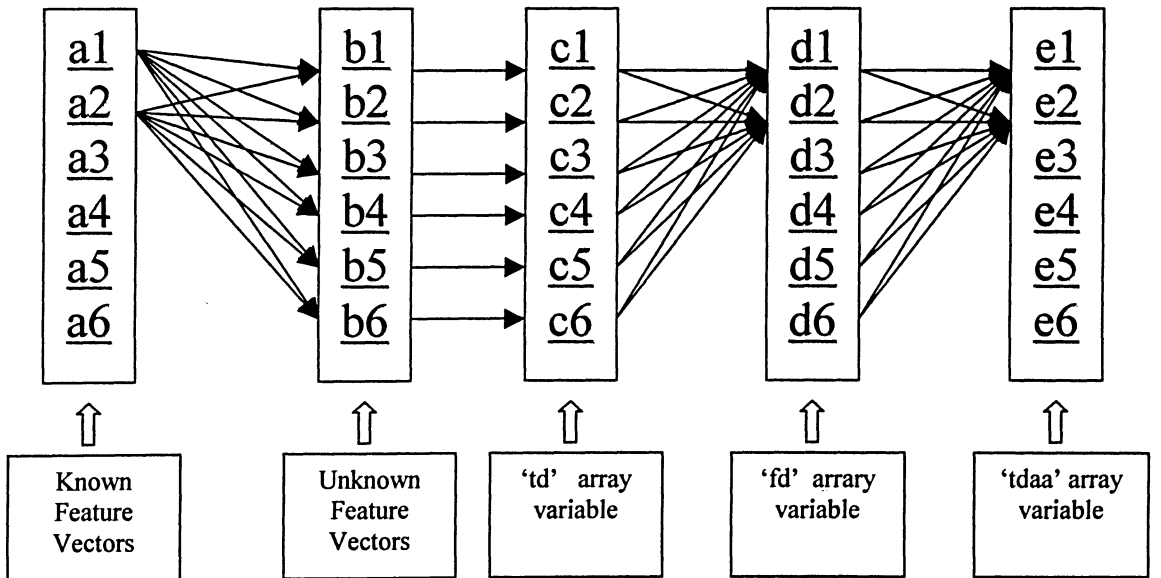 a1
a2
a3
a4
a5
a6
b1
b2
b3
b4
b5
b6
c1
c2
c3
c4
c5
c6
d1
d2
d3
d4
d5
d6
e1
e2
e3
e4
e5
e6
Known
Feature
Vectors
Unknown
Feature
Vectors
‘td’ array
variable
‘fd’ arrary
variable
‘tdaa’ array
variable